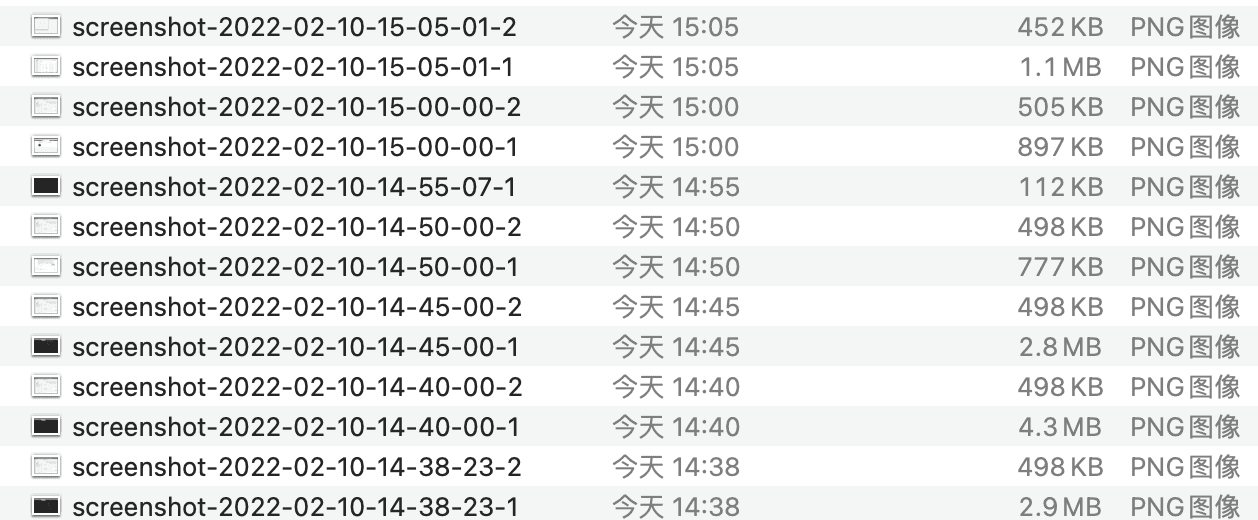 screenshot-2022-02-10-15-05-01-2 今天 15:05 452 KB PNG图像
screenshot-2022-02-10-15-05-01-1 今天 15:05 1.1 MB PNG图像
screenshot-2022-02-10-15-00-00-2 今天 15:00 505 KB PNG图像
screenshot-2022-02-10-15-00-00-1 今天 15:00 897 KB PNG图像
screenshot-2022-02-10-14-55-07-1 今天 14:55 112 KB PNG图像
screenshot-2022-02-10-14-50-00-2 今天 14:50 498 KB PNG图像
screenshot-2022-02-10-14-50-00-1 今天 14:50 777 KB PNG图像
screenshot-2022-02-10-14-45-00-2 今天 14:45 498 KB PNG图像
screenshot-2022-02-10-14-45-00-1 今天 14:45 2.8 MB PNG图像
screenshot-2022-02-10-14-40-00-2 今天 14:40 498 KB PNG图像
screenshot-2022-02-10-14-40-00-1 今天 14:40 4.3 MB PNG图像
screenshot-2022-02-10-14-38-23-2 今天 14:38 498 KB PNG图像
screenshot-2022-02-10-14-38-23-1 今天 14:38 2.9 MB PNG图像